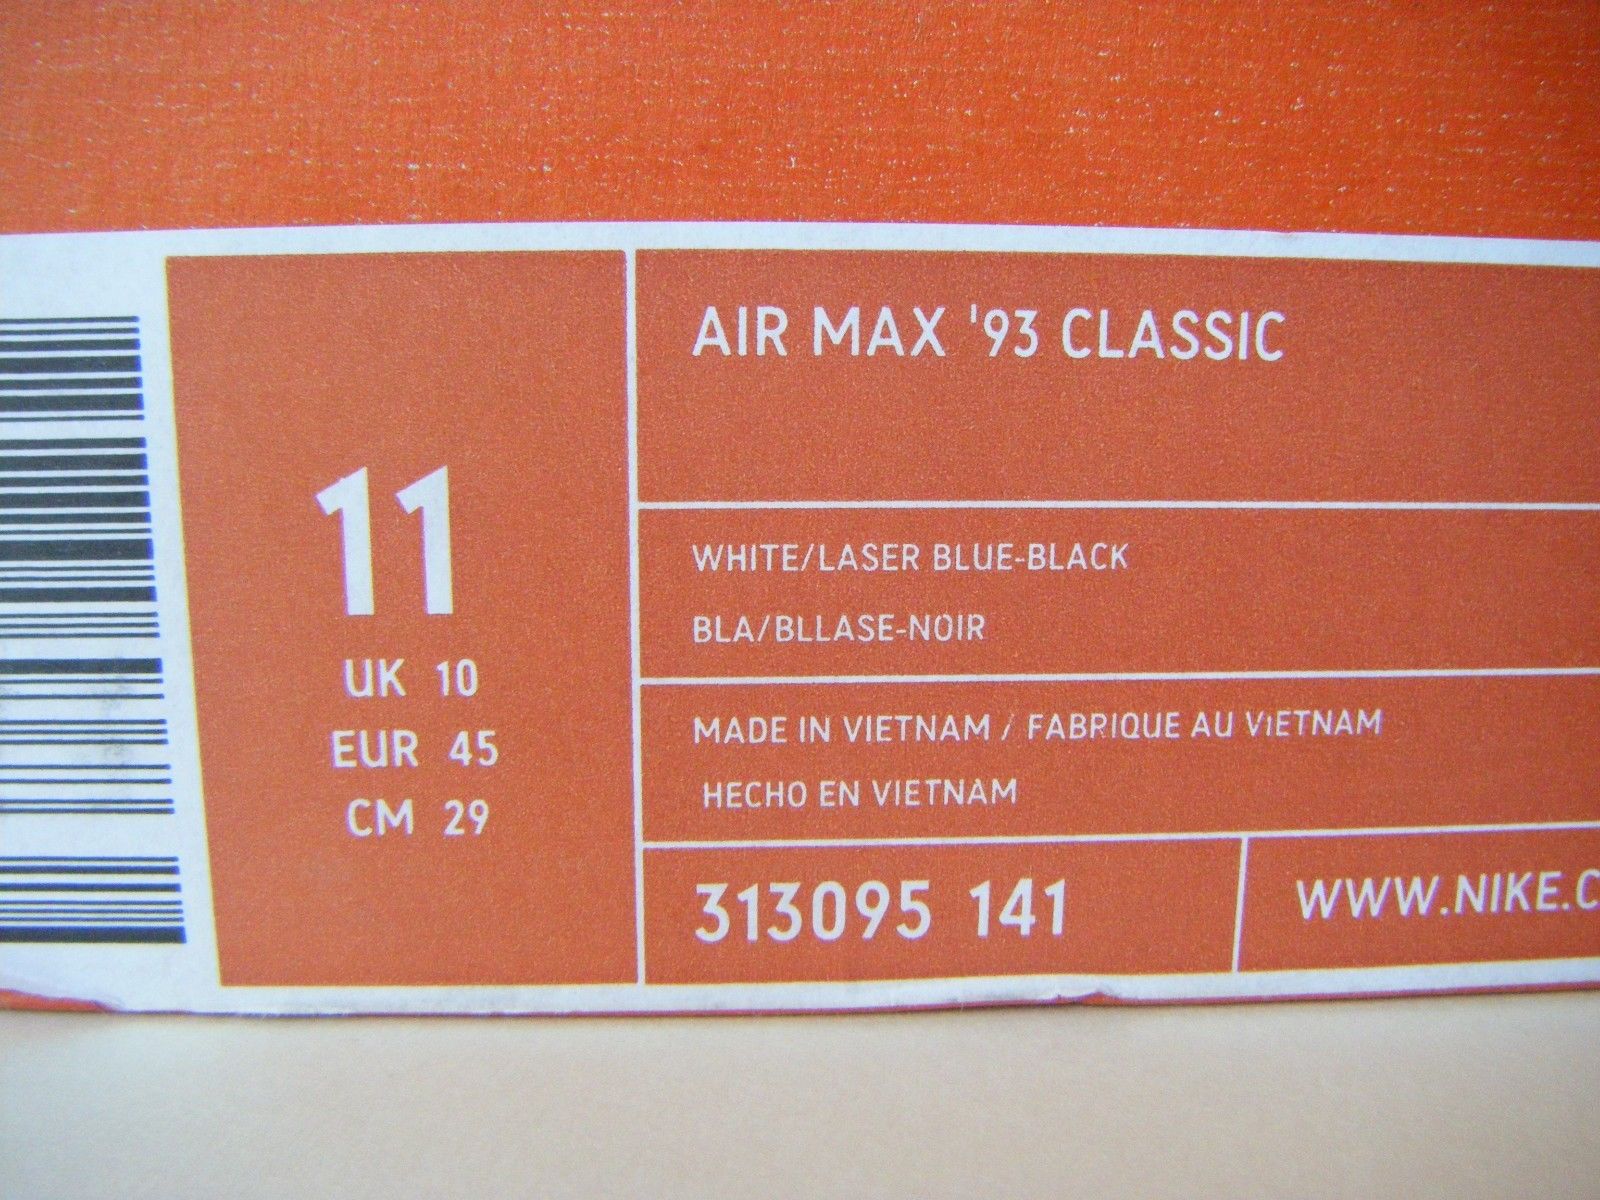 11
UK 10
EUR 45
CM 29
AIR MAX '93 CLASSIC
WHITE/LASER BLUE-BLACK
BLA/BLLASE-NOIR
MADE IN VIETNAM / FABRIQUE AU VIETNAM
HECHO EN VIETNAM
313095 141
WWW.NIKE.C